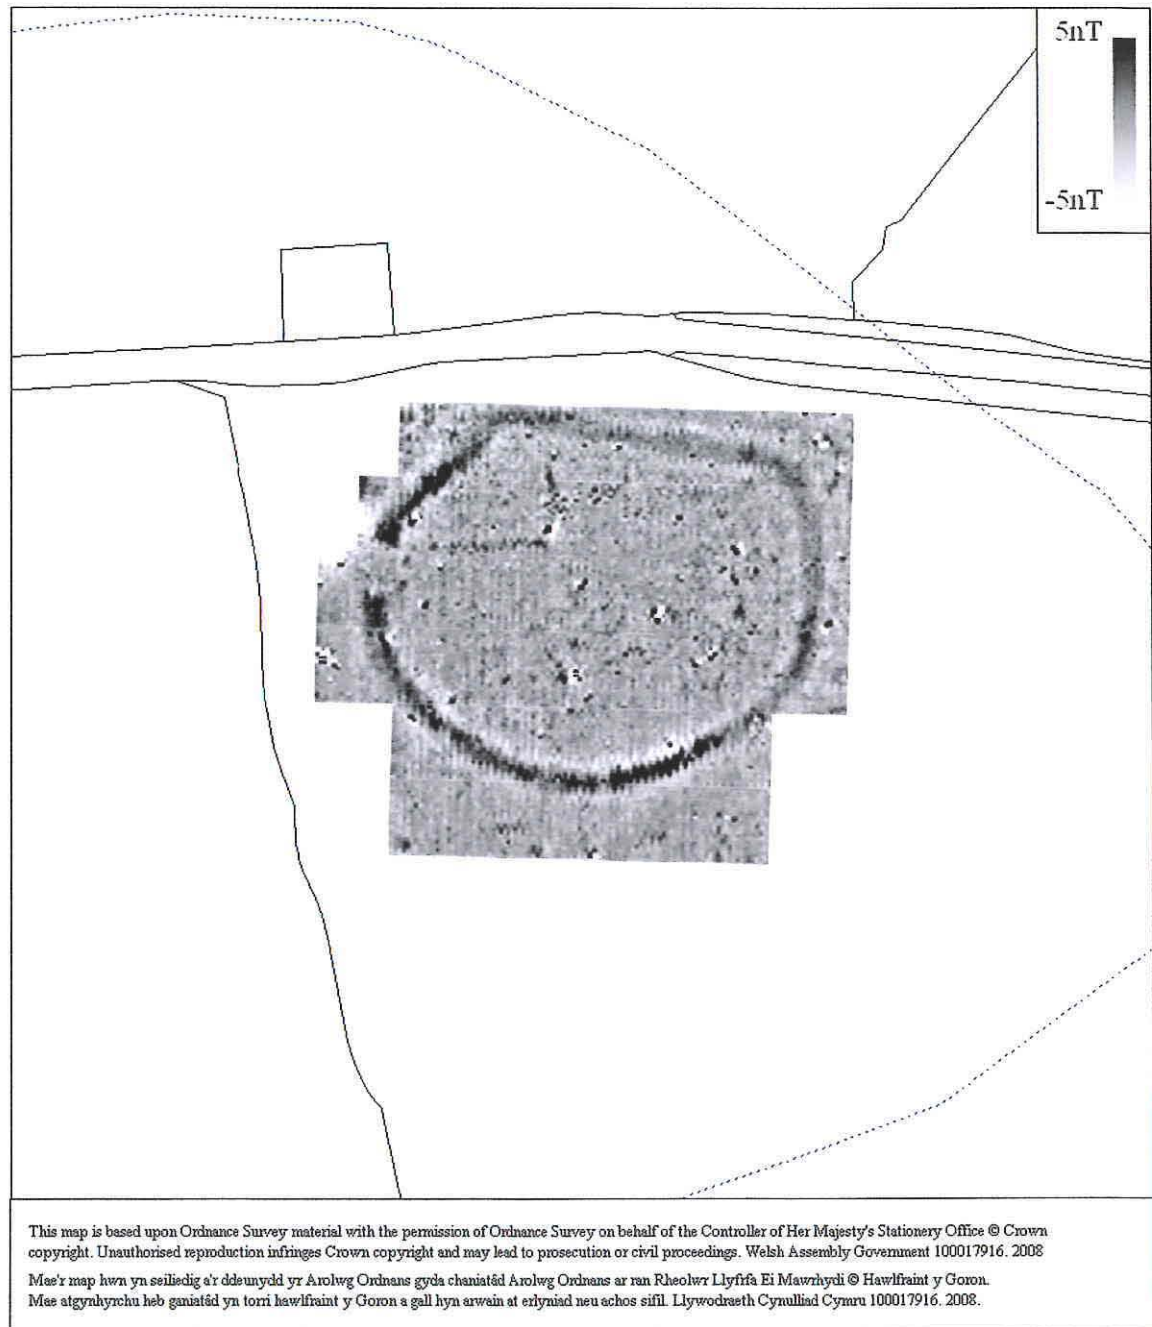 5nT
-5nT
This map is based upon Ordnance Survey material with the permission of Ordnance Survey on behalf of the Controller of Her Majesty's Stationery Office © Crown
copyright. Unauthorised reproduction infringes Crown copyright and may lead to prosecution or civil proceedings. Welsh Assembly Government 100017916. 2008
Mae'r map hwn yn seiliedig a'r ddeunydd yr Arolwg Ordnans gyda chaniatâd Arolwg Ordnans ar ran Rheolwr Llyfrfa Ei Mawrhydi © Hawlfraint y Goron.
Mae atgynhyrchu heb ganiatâd yn torri hawlfraint y Goron a gall hyn arwain at erlyniad neu achos sifil. Llywodraeth Cynulliad Cymru 100017916. 2008.